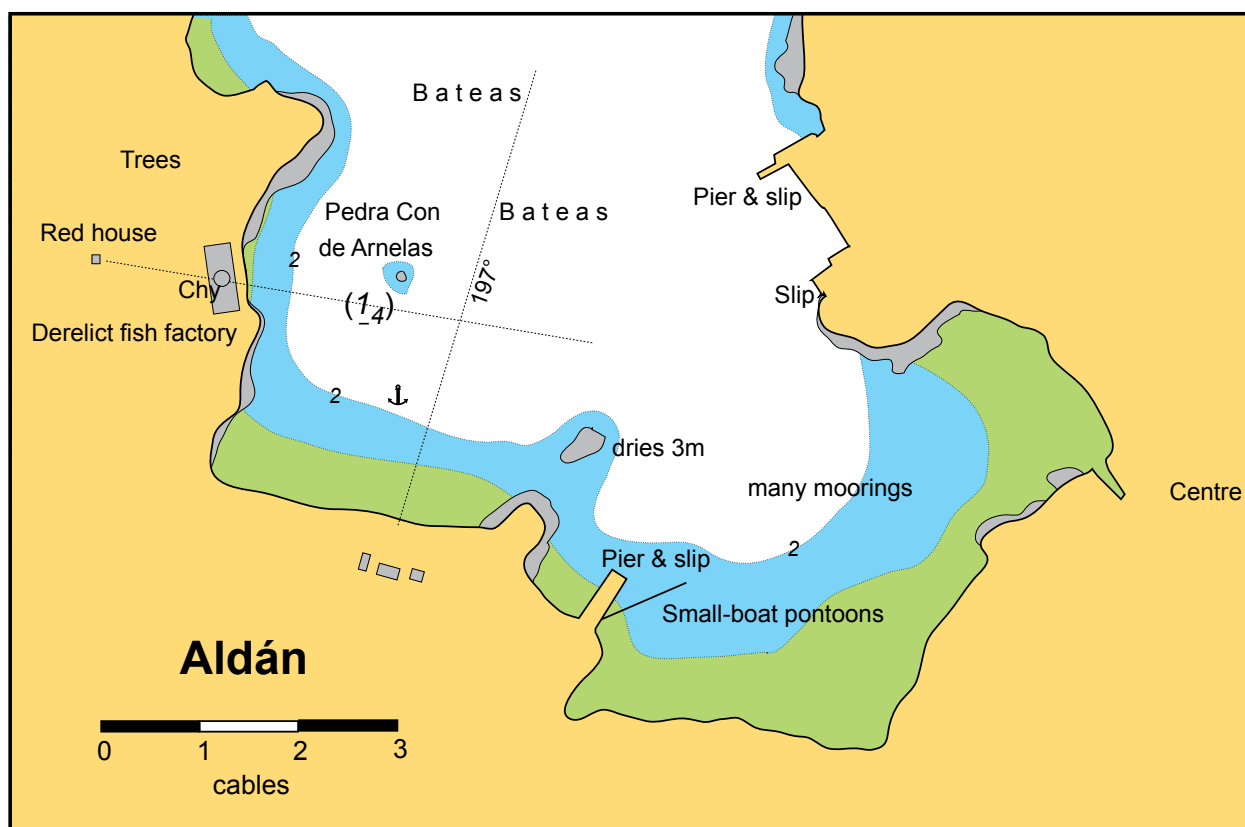 B a t e a s
Trees
Pier & slip
Pedra Con
de Arnelas
B a t e a s
Red house
2
197°
Chy
(1_4)
Slip
Derelict fish factory
2
dries 3m
many moorings
Centre
2
Pier & slip
Small-boat pontoons
Aldán
0 1 2 3
cables